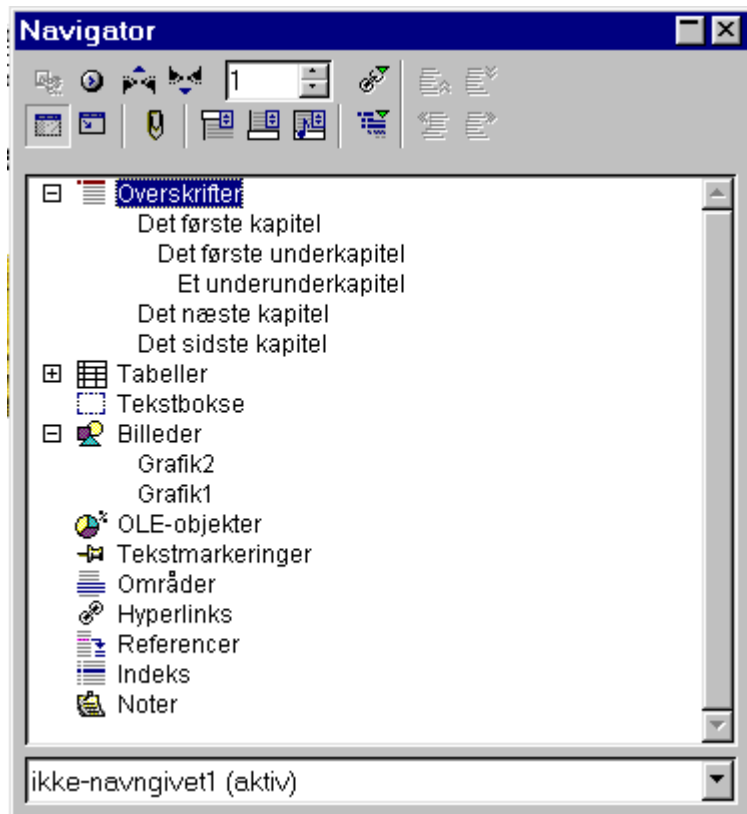 Navigator
1
Overskrifter
Det første kapitel
Det første underkapitel
Et underunderkapitel
Det næste kapitel
Det sidste kapitel
Tabeller
Tekstbokse
Billeder
Grafik2
Grafik1
OLE-objekter
Tekstmarkeringer
Områder
Hyperlinks
Referencer
Indeks
Noter
ikke-navngivet1 (aktiv)